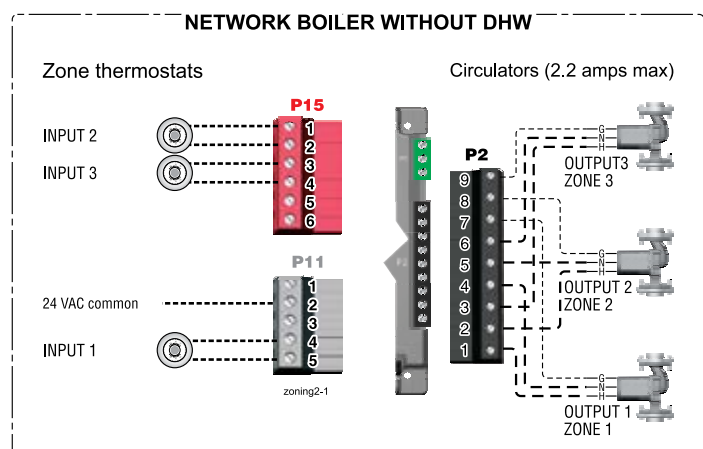 NETWORK BOILER WITHOUT DHW
Zone thermostats
Circulators (2.2 amps max)
P15
INPUT 2
INPUT 3
1
2
3
4
5
6
P11
24 VAC common
INPUT 1
1
2
3
4
5
zoning2-1
P2
9
8
7
6
5
4
3
2
1
G
N
H
OUTPUT3
ZONE 3
G
N
H
OUTPUT 2
ZONE 2
G
N
H
OUTPUT 1
ZONE 1